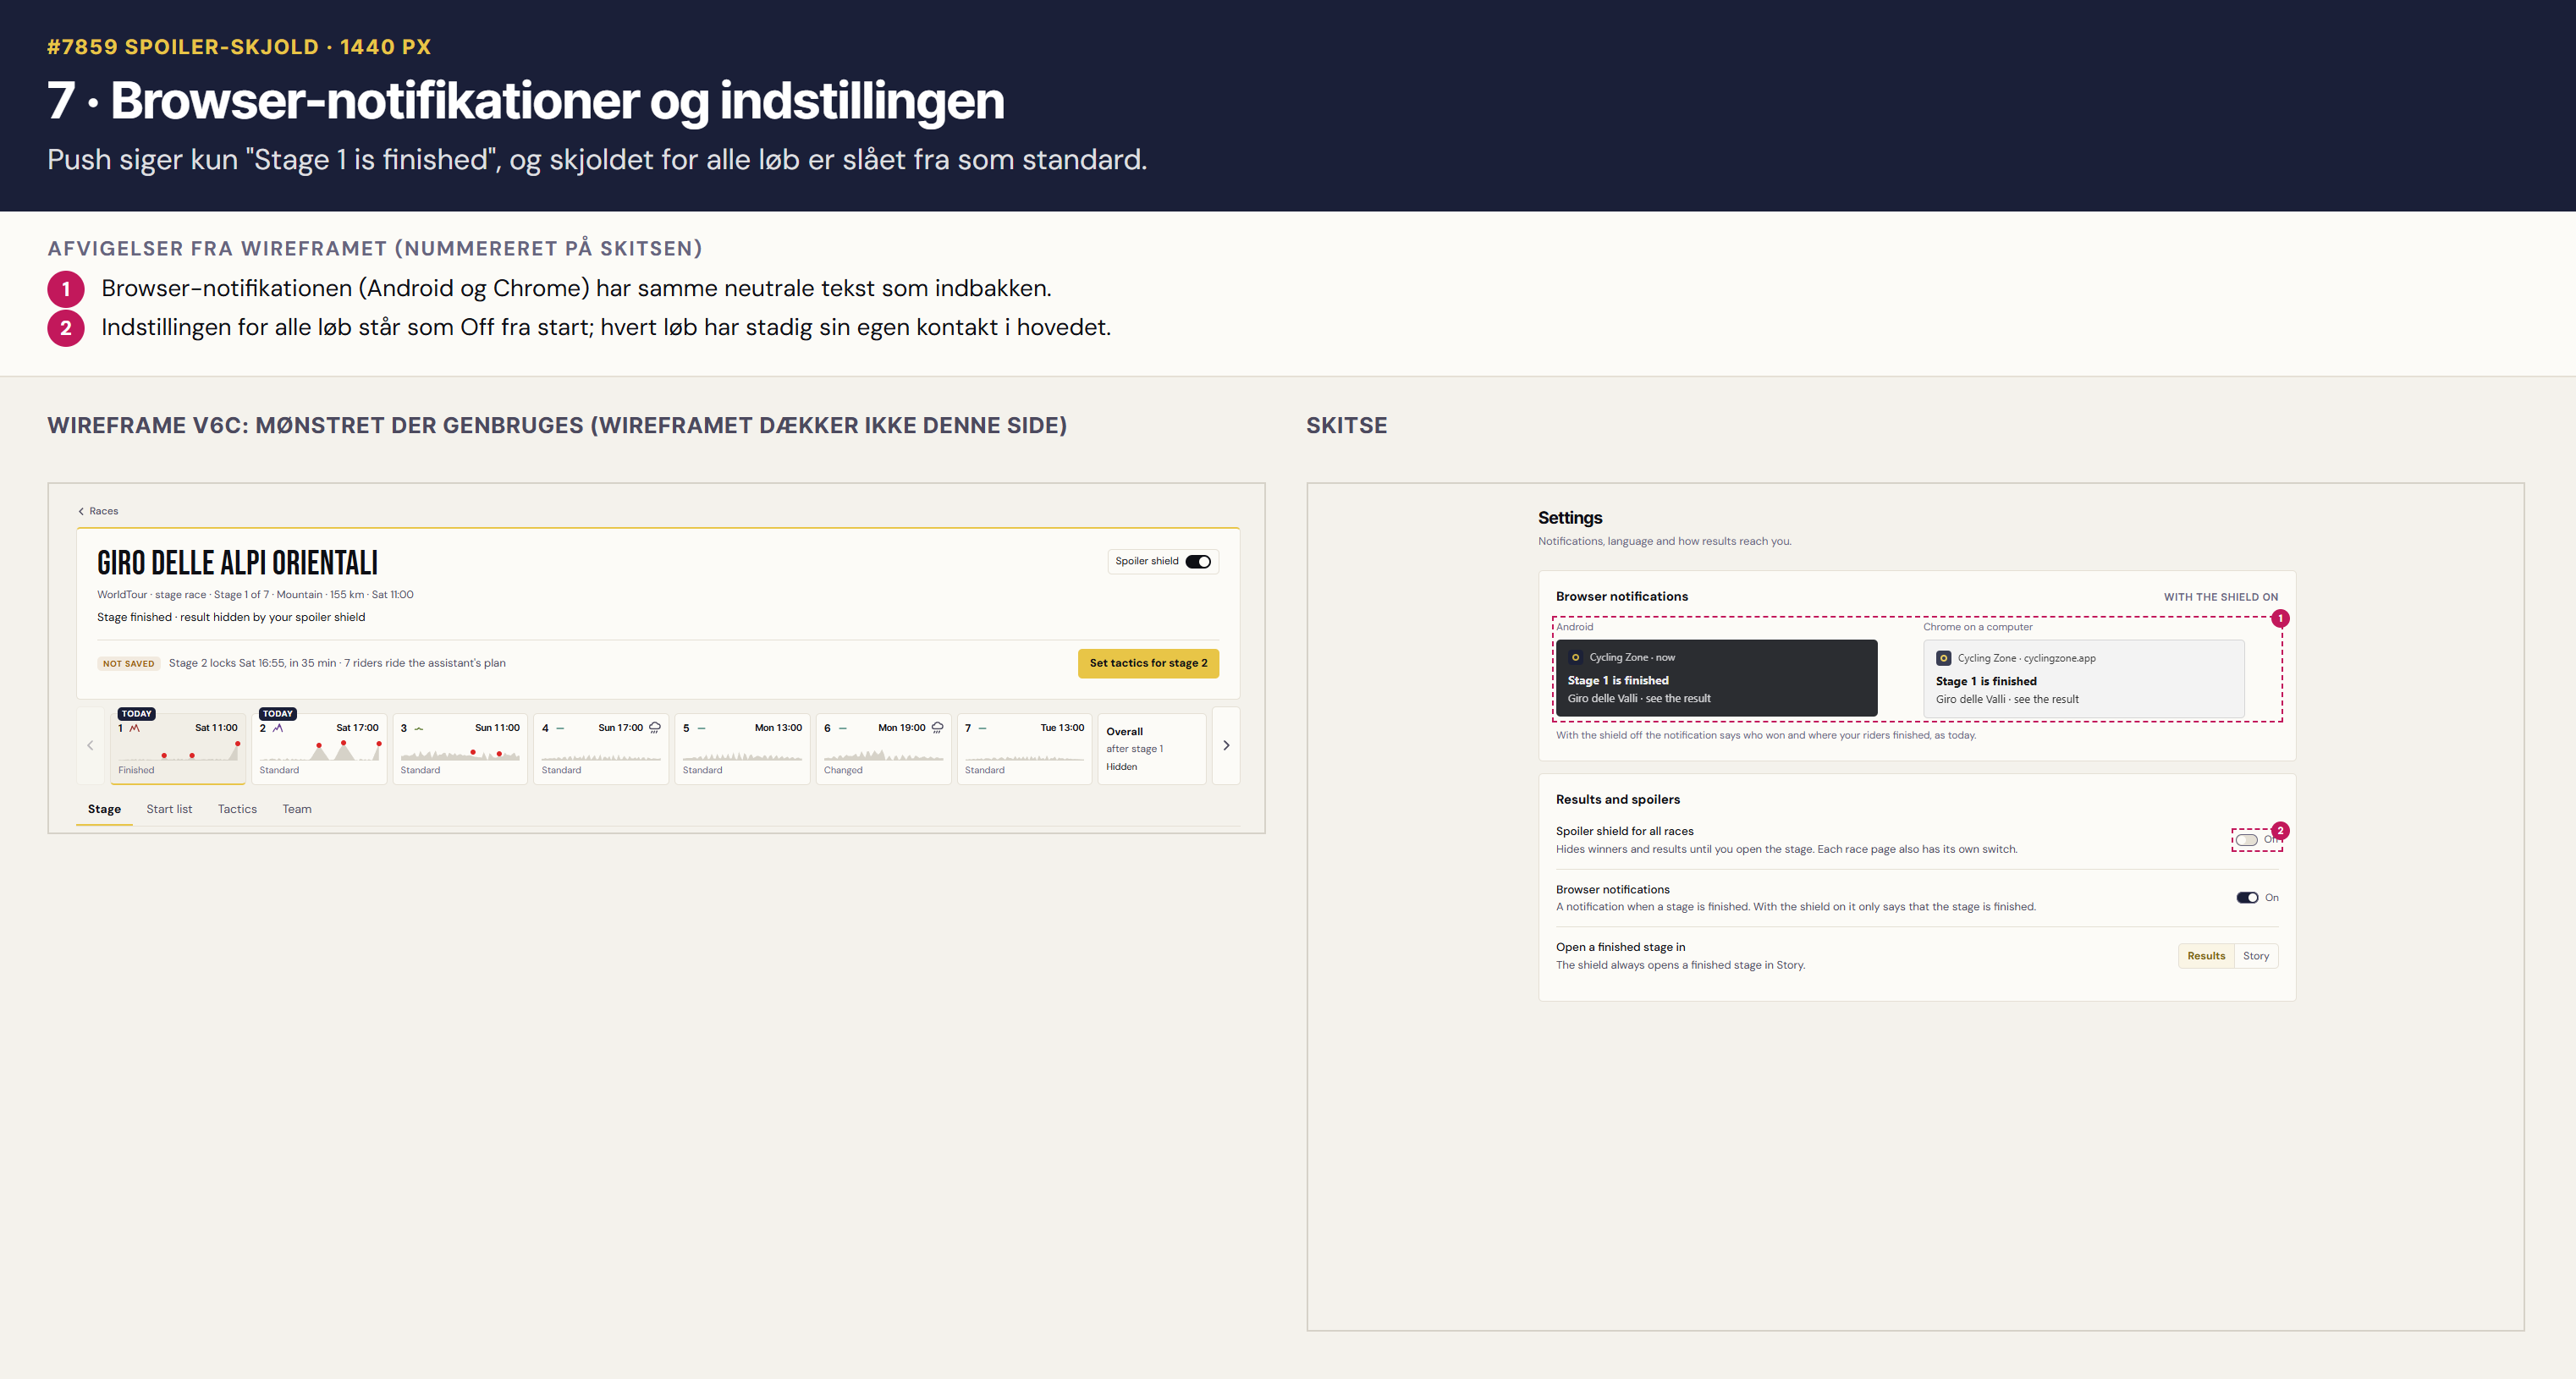 #7859 SPOILER-SKJOLD · 1440 PX
7 · Browser-notifikationer og indstillingen
Push siger kun "Stage 1 is finished", og skjoldet for alle løb er slået fra som standard.
AFVIGELSER FRA WIREFRAMET (NUMMERERET PÅ SKITSEN)
1 Browser-notifikationen (Android og Chrome) har samme neutrale tekst som indbakken.
2 Indstillingen for alle løb står som Off fra start; hvert løb har stadig sin egen kontakt i hovedet.
WIREFRAME V6C: MØNSTRET DER GENBRUGES (WIREFRAMET DÆKKER IKKE DENNE SIDE)
Races
GIRO DELLE ALPI ORIENTALI
Spoiler shield
WorldTour · stage race · Stage 1 of 7 · Mountain · 155 km · Sat 11:00
Stage finished · result hidden by your spoiler shield
NOT SAVED Stage 2 locks Sat 16:55, in 35 min · 7 riders ride the assistant's plan
Set tactics for stage 2
TODAY
1 Sat 11:00
Finished
TODAY
2 Sat 17:00
Standard
3 Sun 11:00
Standard
4 Sun 17:00
Standard
5 Mon 13:00
Standard
6 Mon 19:00
Changed
7 Tue 13:00
Standard
Overall
after stage 1
Hidden
Stage Start list Tactics Team
SKITSE
Settings
Notifications, language and how results reach you.
Browser notifications
WITH THE SHIELD ON
1
Android
Cycling Zone · now
Stage 1 is finished
Giro delle Valli · see the result
Chrome on a computer
Cycling Zone · cyclingzone.app
Stage 1 is finished
Giro delle Valli · see the result
With the shield off the notification says who won and where your riders finished, as today.
Results and spoilers
Spoiler shield for all races
Hides winners and results until you open the stage. Each race page also has its own switch.
2
Browser notifications
A notification when a stage is finished. With the shield on it only says that the stage is finished.
On
Open a finished stage in
The shield always opens a finished stage in Story.
Results Story